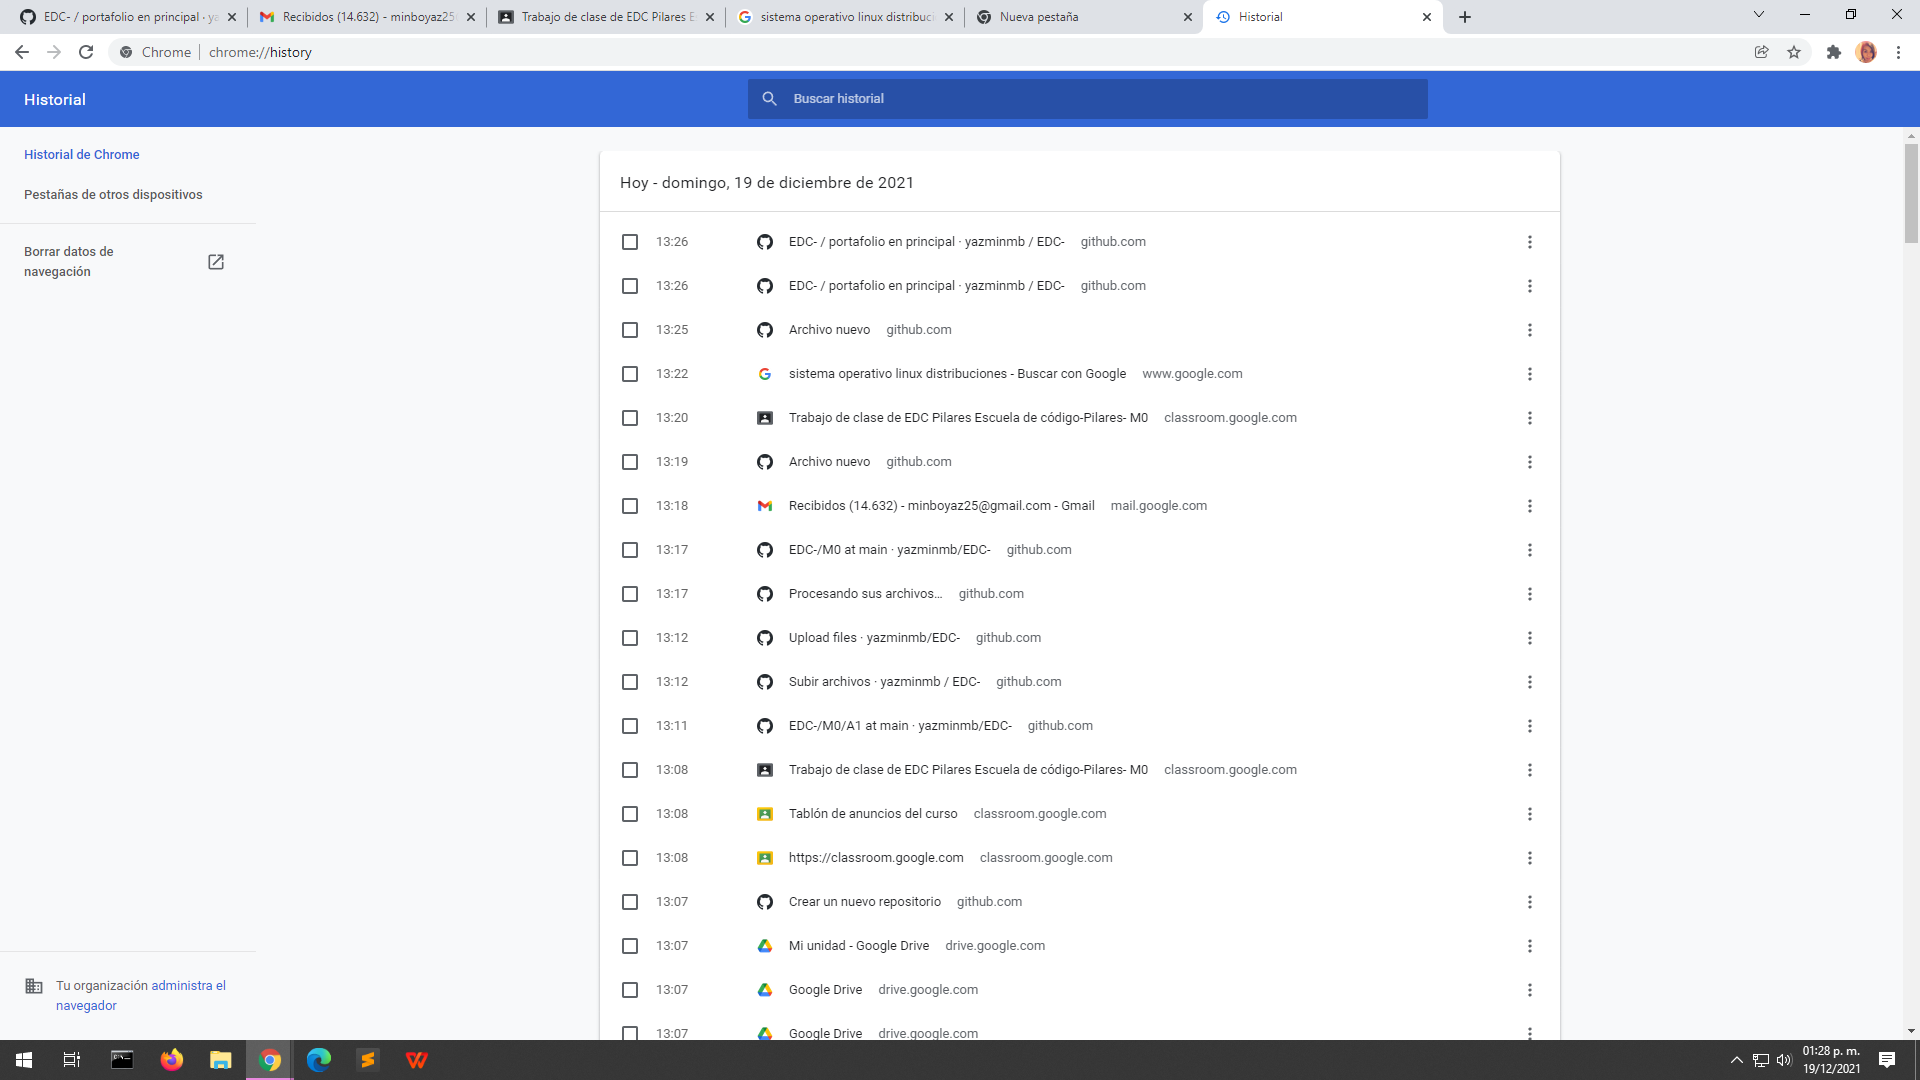 EDC- / portafolio en principal · ya
Recibidos (14.632) - minboyaz25
Trabajo de clase de EDC Pilares E
sistema operativo linux distribuci
Nueva pestaña
Historial
Chrome
chrome://history
Historial
Buscar historial
Historial de Chrome
Pestañas de otros dispositivos
Borrar datos de
navegación
Hoy - domingo, 19 de diciembre de 2021
13:26 EDC- / portafolio en principal · yazminmb / EDC- github.com
13:26 EDC- / portafolio en principal · yazminmb / EDC- github.com
13:25 Archivo nuevo github.com
13:22 sistema operativo linux distribuciones - Buscar con Google www.google.com
13:20 Trabajo de clase de EDC Pilares Escuela de código-Pilares- M0 classroom.google.com
13:19 Archivo nuevo github.com
13:18 Recibidos (14.632) - minboyaz25@gmail.com - Gmail mail.google.com
13:17 EDC-/M0 at main · yazminmb/EDC- github.com
13:17 Procesando sus archivos… github.com
13:12 Upload files · yazminmb/EDC- github.com
13:12 Subir archivos · yazminmb / EDC- github.com
13:11 EDC-/M0/A1 at main · yazminmb/EDC- github.com
13:08 Trabajo de clase de EDC Pilares Escuela de código-Pilares- M0 classroom.google.com
13:08 Tablón de anuncios del curso classroom.google.com
13:08 https://classroom.google.com classroom.google.com
13:07 Crear un nuevo repositorio github.com
13:07 Mi unidad - Google Drive drive.google.com
13:07 Google Drive drive.google.com
13:07 Google Drive drive.google.com
Tu organización administra el
navegador
01:28 p. m.
19/12/2021